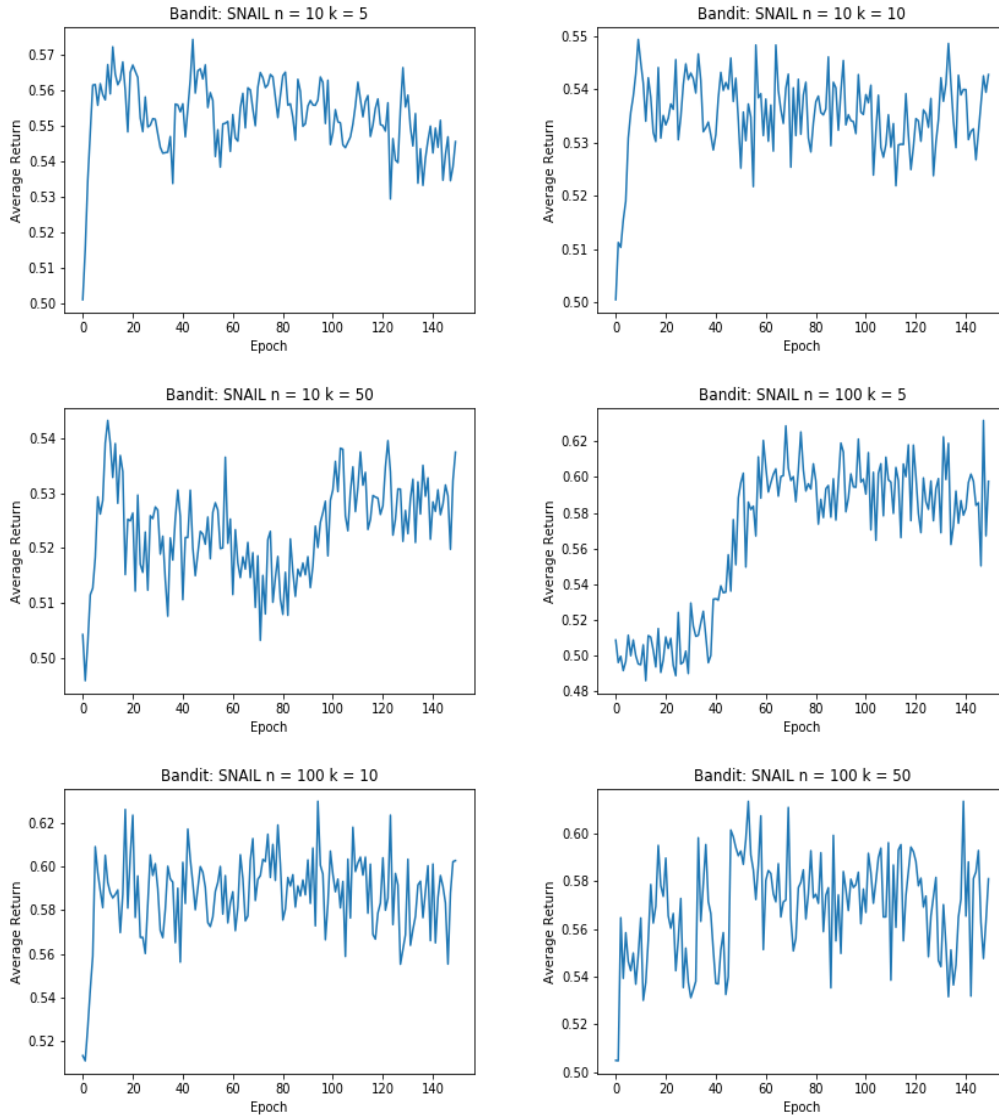 Bandit: SNAIL n = 10 k = 5
Average Return
0.57
0.56
0.55
0.54
0.53
0.52
0.51
0.50
0 20 40 60 80 100 120 140
Epoch
Bandit: SNAIL n = 10 k = 10
Average Return
0.55
0.54
0.53
0.52
0.51
0.50
0 20 40 60 80 100 120 140
Epoch
Bandit: SNAIL n = 10 k = 50
Average Return
0.54
0.53
0.52
0.51
0.50
0 20 40 60 80 100 120 140
Epoch
Bandit: SNAIL n = 100 k = 5
Average Return
0.62
0.60
0.58
0.56
0.54
0.52
0.50
0.48
0 20 40 60 80 100 120 140
Epoch
Bandit: SNAIL n = 100 k = 10
Average Return
0.62
0.60
0.58
0.56
0.54
0.52
0 20 40 60 80 100 120 140
Epoch
Bandit: SNAIL n = 100 k = 50
Average Return
0.60
0.58
0.56
0.54
0.52
0.50
0 20 40 60 80 100 120 140
Epoch